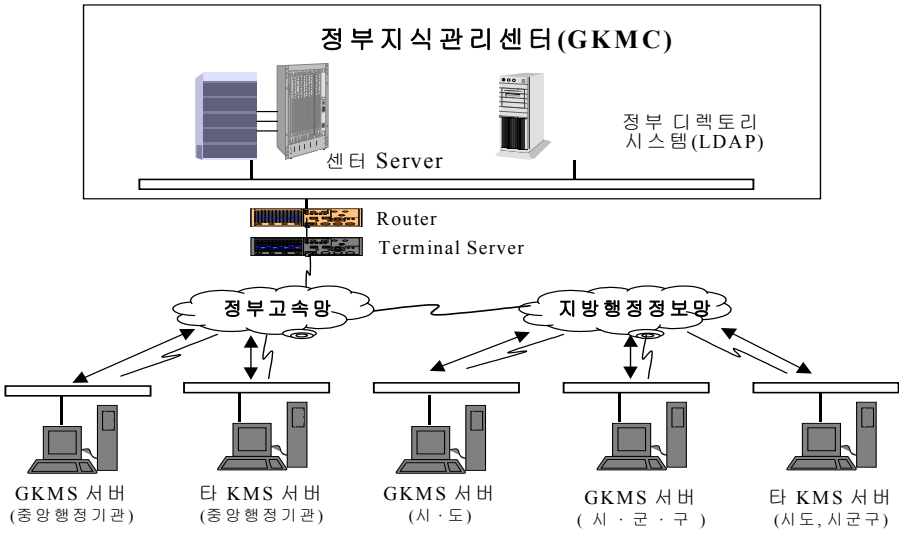 정부지식관리센터(GKMC)
정부 디렉토리
시스템(LDAP)
센터 Server
Router
Terminal Server
정부고속망
지방행정정보망
GKMS 서버
(중앙행정기관)
타 KMS 서버
(중앙행정기관)
GKMS 서버
(시·도)
GKMS 서버
( 시 · 군 · 구 )
타 KMS 서버
(시도, 시군구)